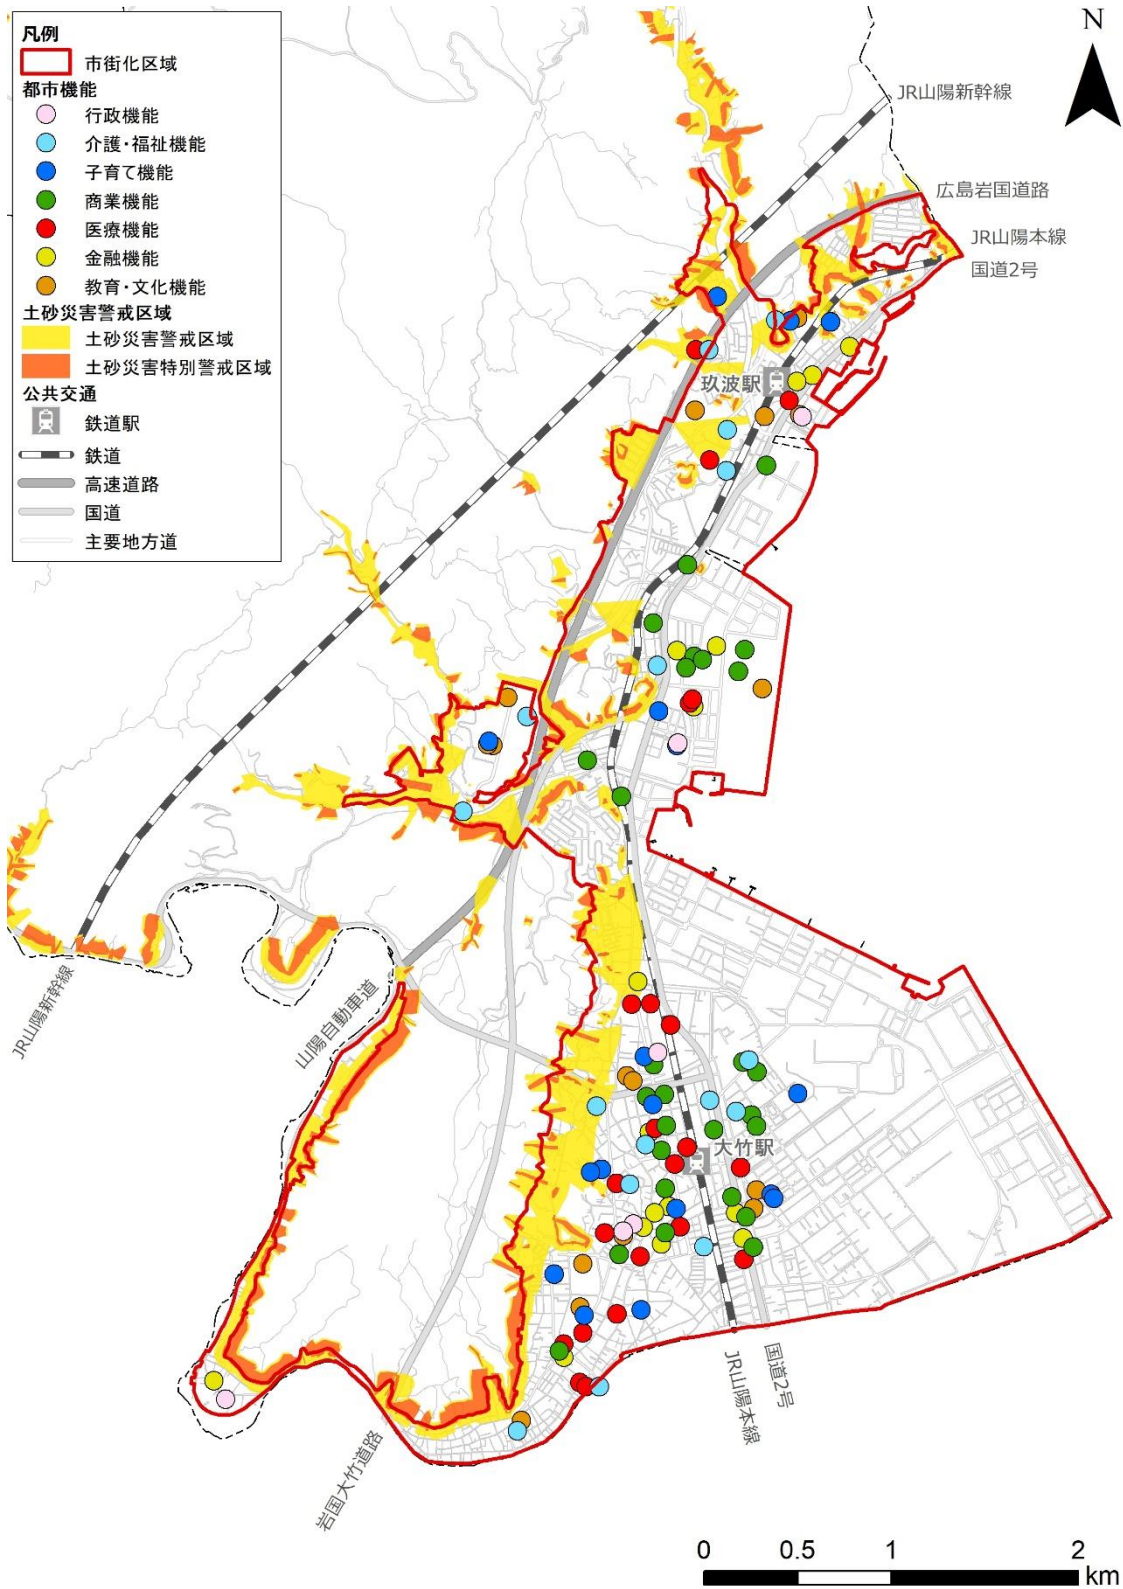 凡例
市街化区域
都市機能
行政機能
介護・福祉機能
子育て機能
商業機能
医療機能
金融機能
教育・文化機能
土砂災害警戒区域
土砂災害警戒区域
土砂災害特別警戒区域
公共交通
鉄道駅
鉄道
高速道路
国道
主要地方道
N
JR山陽新幹線
広島岩国道路
JR山陽本線
国道2号
玖波駅
JR山陽新幹線
山陽自動車道
大竹駅
岩国大竹道路
JR山陽本線
国道2号
0 0.5 1 2
km